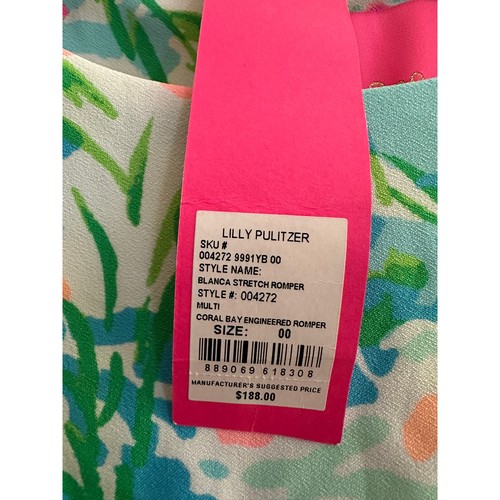 LILLY PULITZER
SKU #
004272 9991YB 00
STYLE NAME:
BLANCA STRETCH ROMPER
STYLE #: 004272
MULTI
CORAL BAY ENGINEERED ROMPER
SIZE: 00
889069 618308
MANUFACTURER'S SUGGESTED PRICE
$188.00